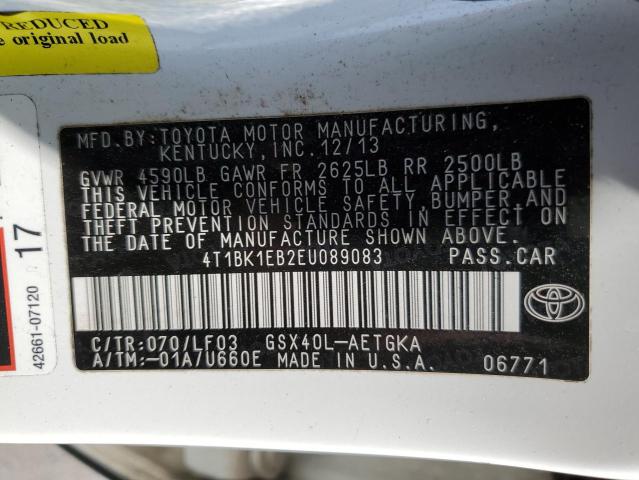 REDUCED
e original load
17
42661-07120
MFD.BY:TOYOTA MOTOR MANUFACTURING,
KENTUCKY,INC.12/13
GVWR 4590LB GAWR FR 2625LB RR 2500LB
THIS VEHICLE CONFORMS TO ALL APPLICABLE
FEDERAL MOTOR VEHICLE SAFETY,BUMPER,AND
THEFT PREVENTION STANDARDS IN EFFECT ON
THE DATE OF MANUFACTURE SHOWN ABOVE.
4T1BK1EB2EU089083 PASS.CAR
C/TR:070/LF03 GSX40L-AETGKA
A/TM:-01A/U660E MADE IN U.S.A. 06771